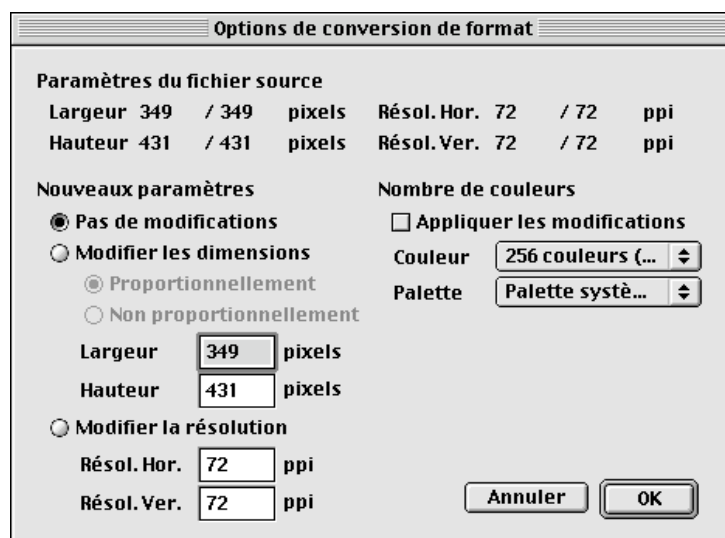 Options de conversion de format
Paramètres du fichier source
Largeur 349 / 349 pixels Résol. Hor. 72 / 72 ppi
Hauteur 431 / 431 pixels Résol. Ver. 72 / 72 ppi
Nouveaux paramètres
Pas de modifications
Modifier les dimensions
Proportionnellement
Non proportionnellement
Largeur 349 pixels
Hauteur 431 pixels
Modifier la résolution
Résol. Hor. 72 ppi
Résol. Ver. 72 ppi
Nombre de couleurs
Appliquer les modifications
Couleur 256 couleurs (...
Palette Palette systè...
Annuler OK